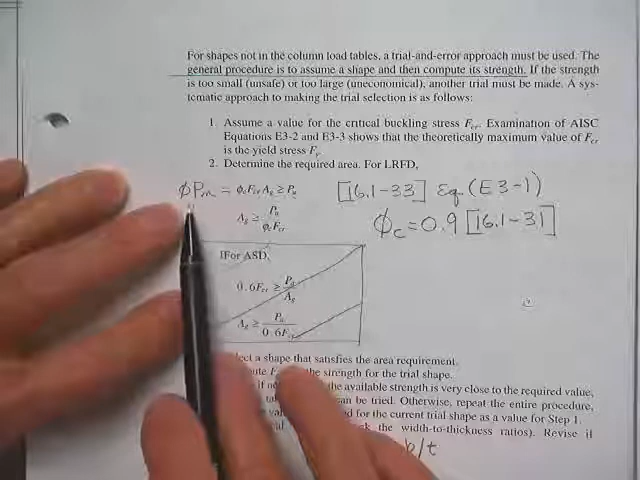 For shapes not in the column load tables, a trial-and-error approach must be used. The
general procedure is to assume a shape and then compute its strength. If the strength
is too small (unsafe) or too large (uneconomical), another trial must be made. A sys-
tematic approach to making the trial selection is as follows:
1. Assume a value for the critical buckling stress Fcr. Examination of AISC
Equations E3-2 and E3-3 shows that the theoretically maximum value of Fcr
is the yield stress Fy.
2. Determine the required area. For LRFD,
ϕPn = ϕcFcrAg ≥ Pu [16.1-33] Eq (E3-1)
Ag ≥ Pu/ϕcFcr ϕc=0.9 [16.1-31]
For ASD,
0.6Fcr ≥ Pa/Ag
Ag ≥ Pa/0.6Fcr
lect a shape that satisfies the area requirement.
the strength for the trial shape.
the available strength is very close to the required value,
can be tried. Otherwise, repeat the entire procedure,
for the current trial shape as a value for Step 1.
the width-to-thickness ratios). Revise if
b/t